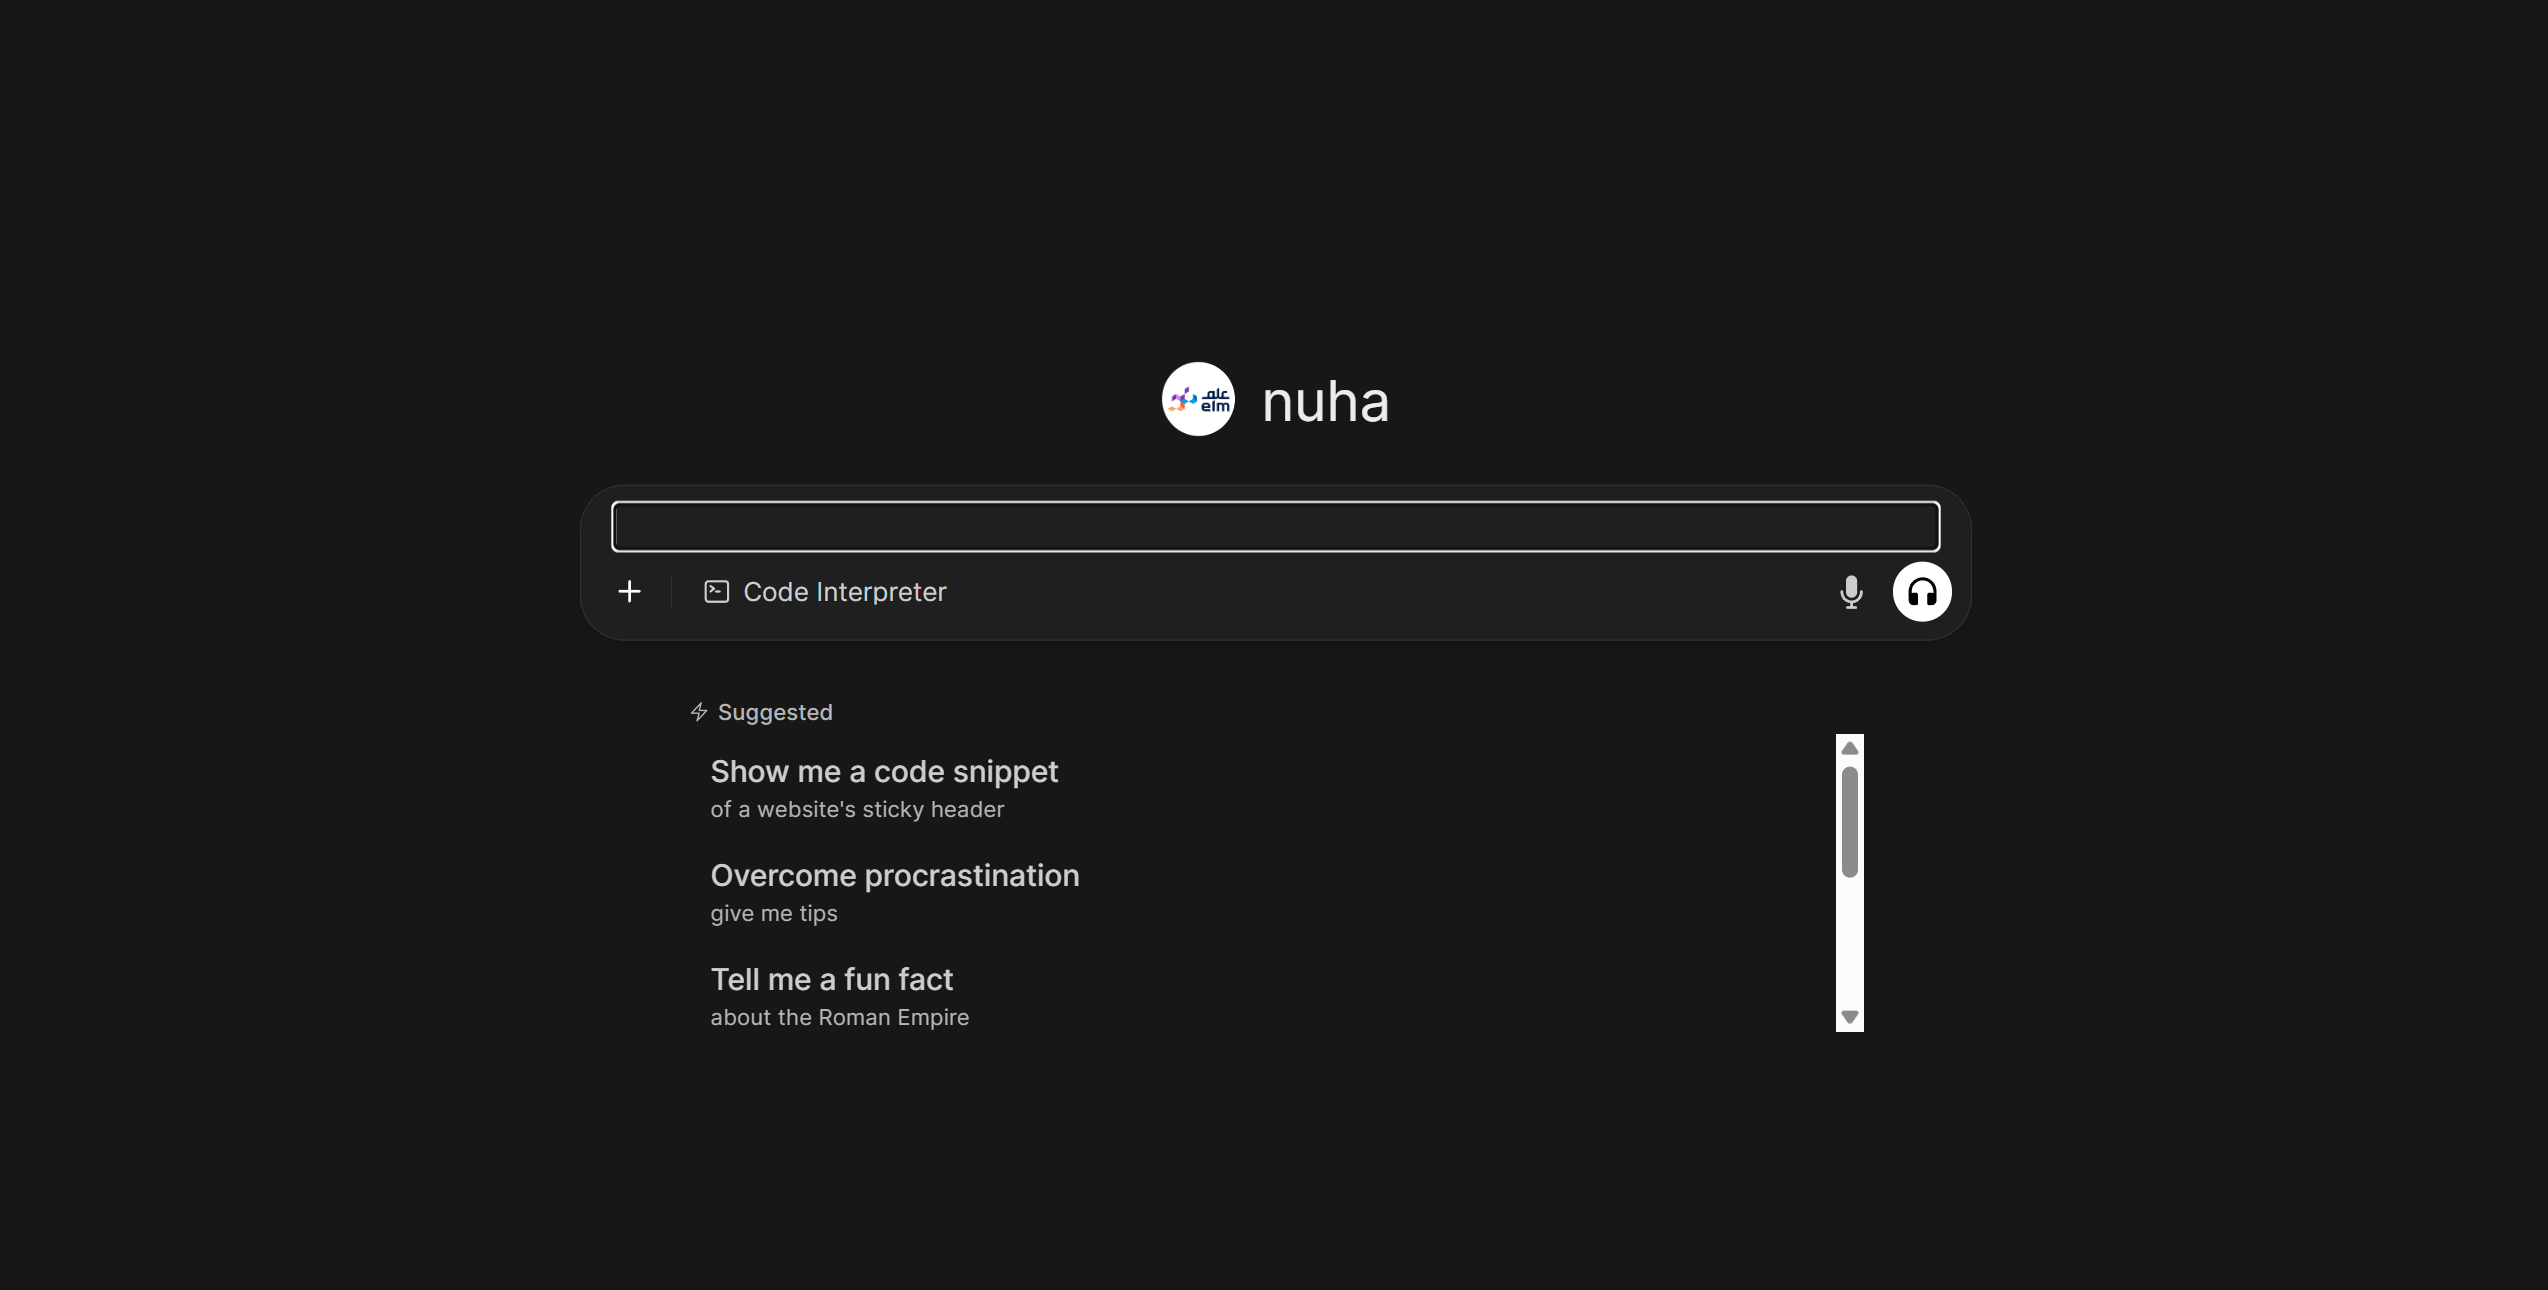 علم
elm
nuha
Code Interpreter
Suggested
Show me a code snippet
of a website's sticky header
Overcome procrastination
give me tips
Tell me a fun fact
about the Roman Empire